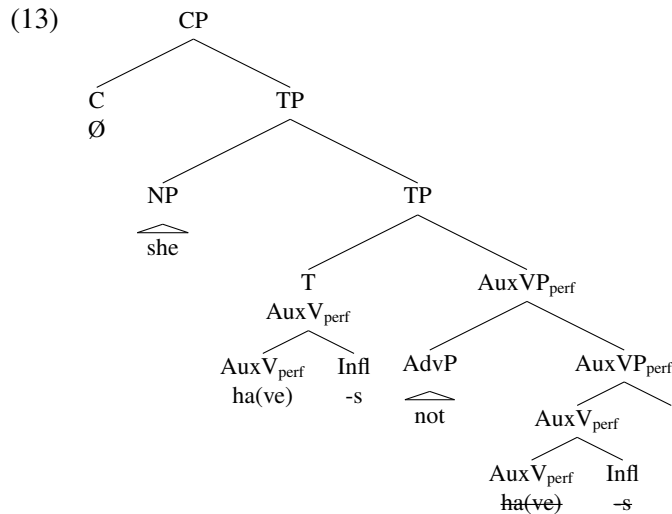 (13) CP
C TP
Ø
NP TP
she
T AuxVPperf
AuxVperf
AuxVperf Infl AdvP AuxVPperf
ha(ve) -s
not AuxVperf
AuxVperf Infl
ha(ve) -s